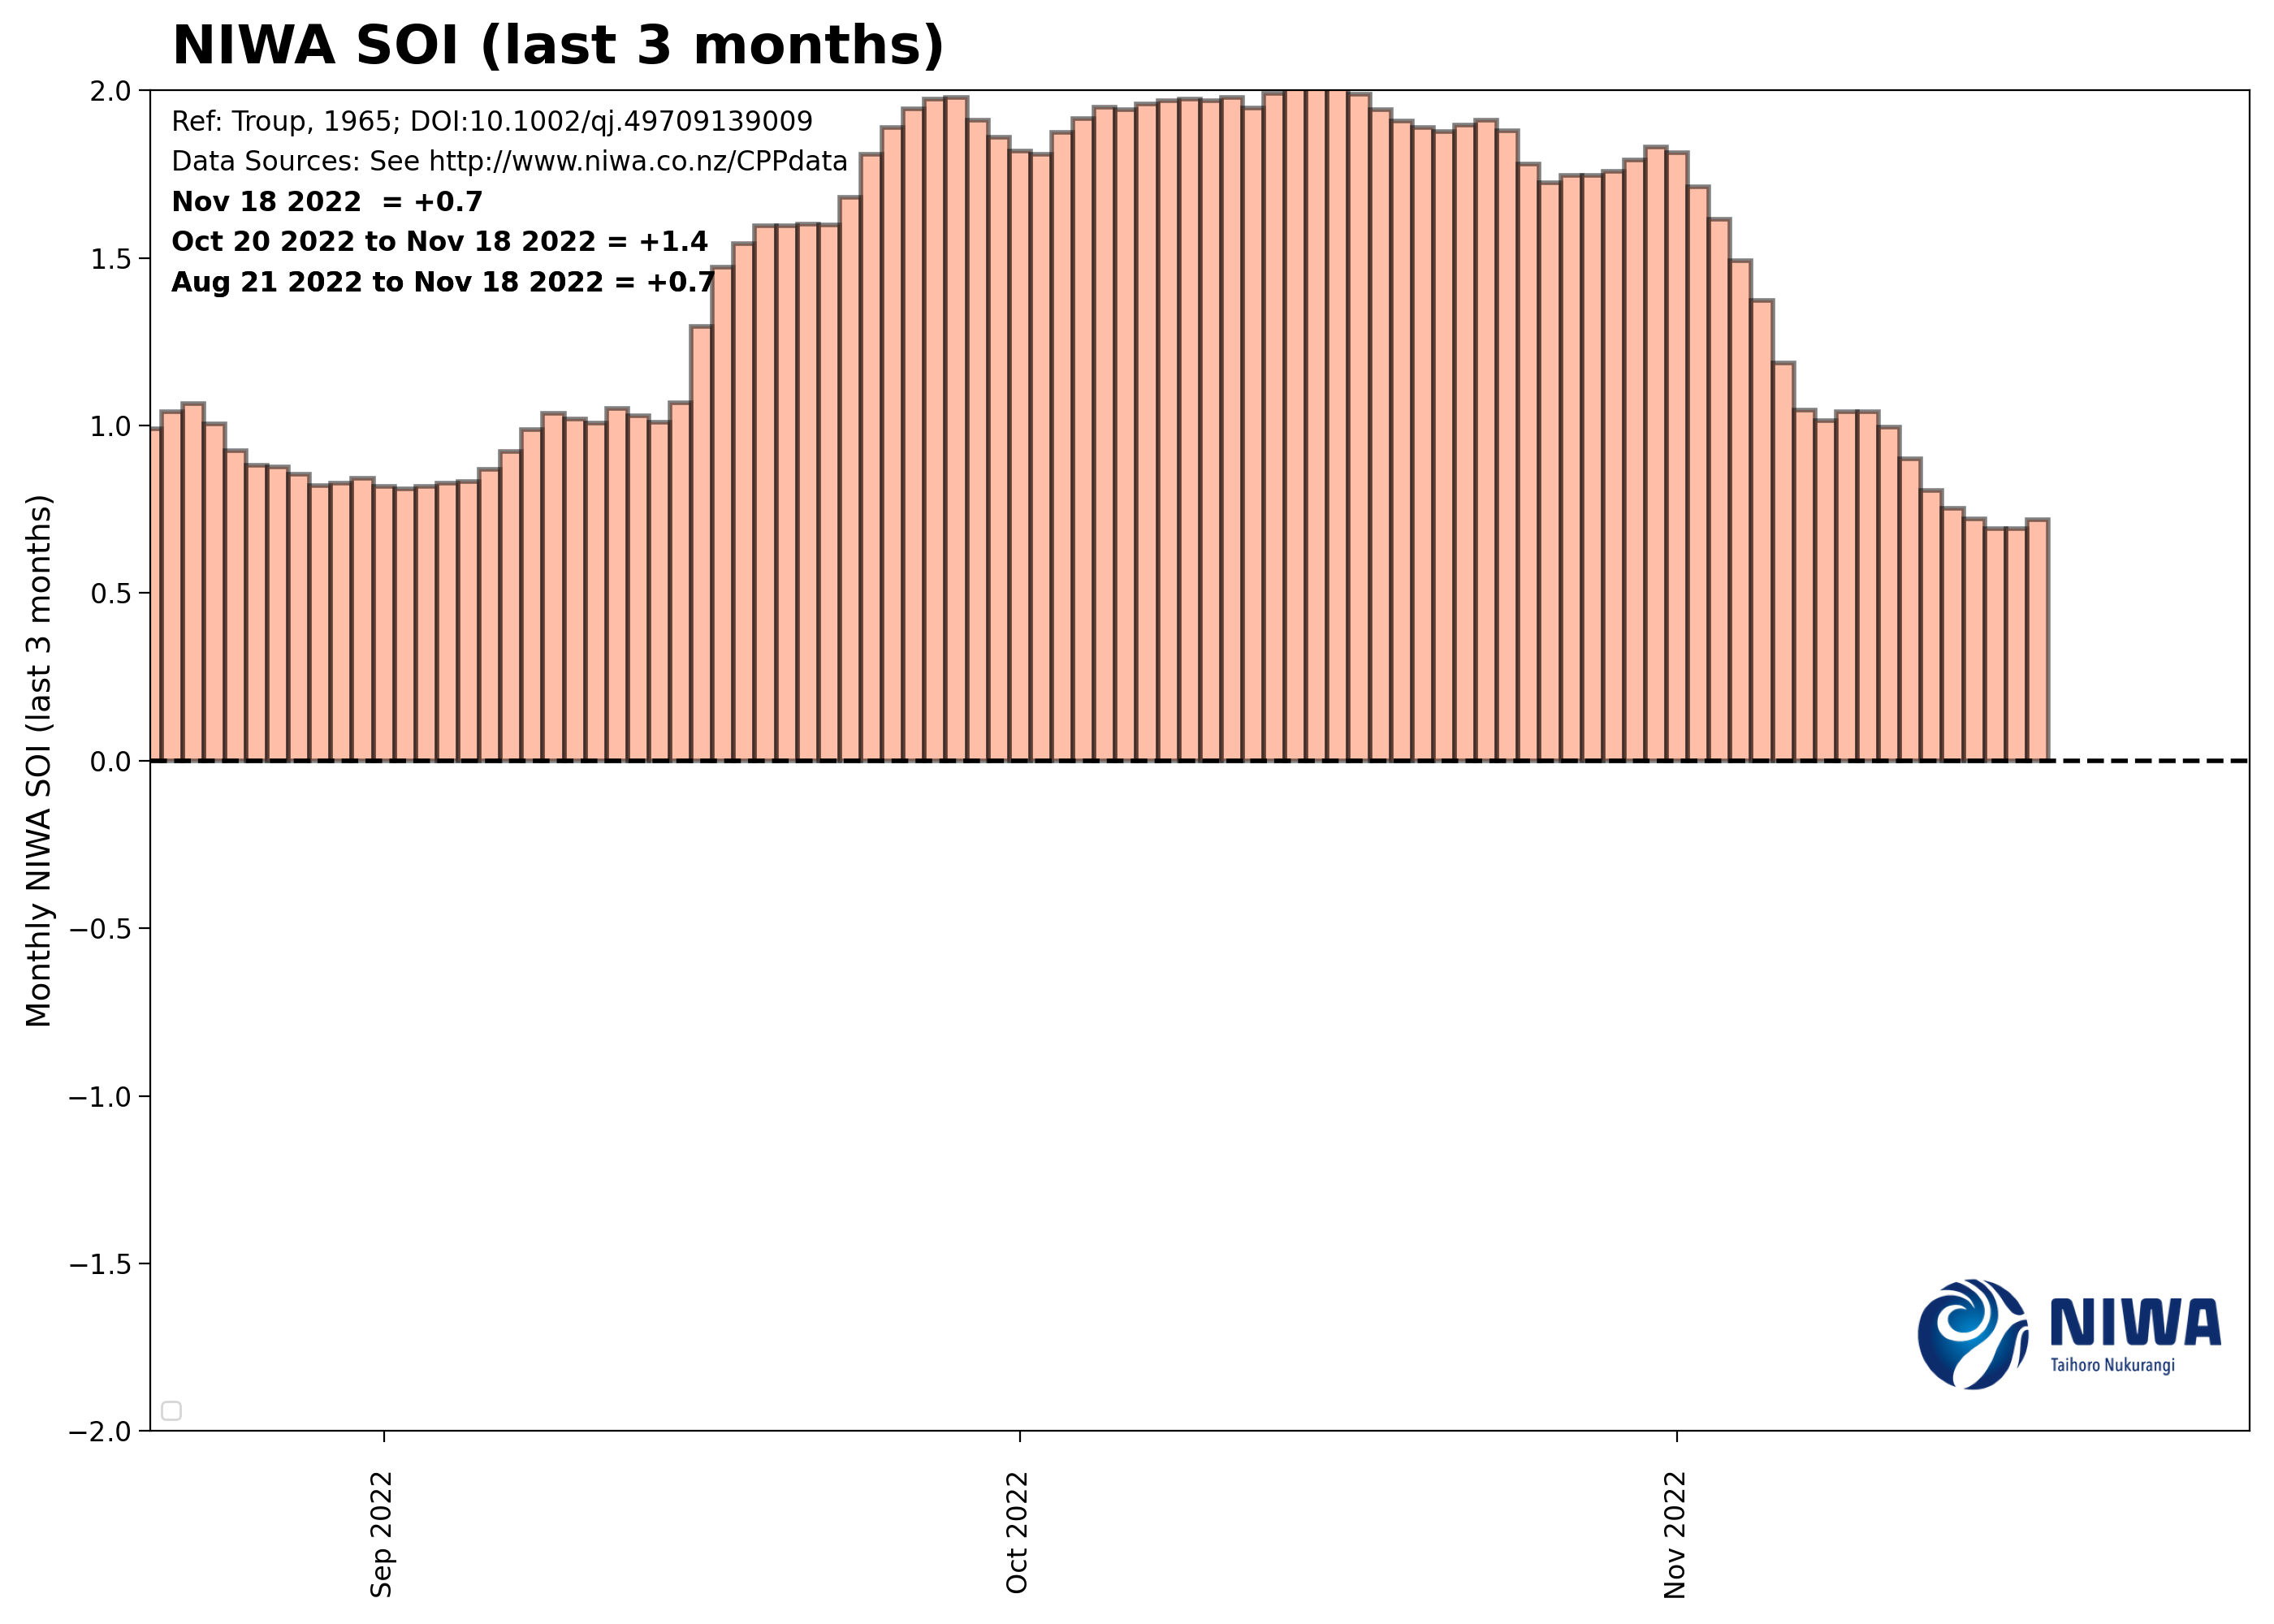 NIWA SOI (last 3 months)
Ref: Troup, 1965; DOI:10.1002/qj.49709139009
Data Sources: See http://www.niwa.co.nz/CPPdata
Nov 18 2022  = +0.7
Oct 20 2022 to Nov 18 2022 = +1.4
Aug 21 2022 to Nov 18 2022 = +0.7
Monthly NIWA SOI (last 3 months)
2.0
1.5
1.0
0.5
0.0
−0.5
−1.0
−1.5
−2.0
Sep 2022
Oct 2022
Nov 2022
NIWA
Taihoro Nukurangi